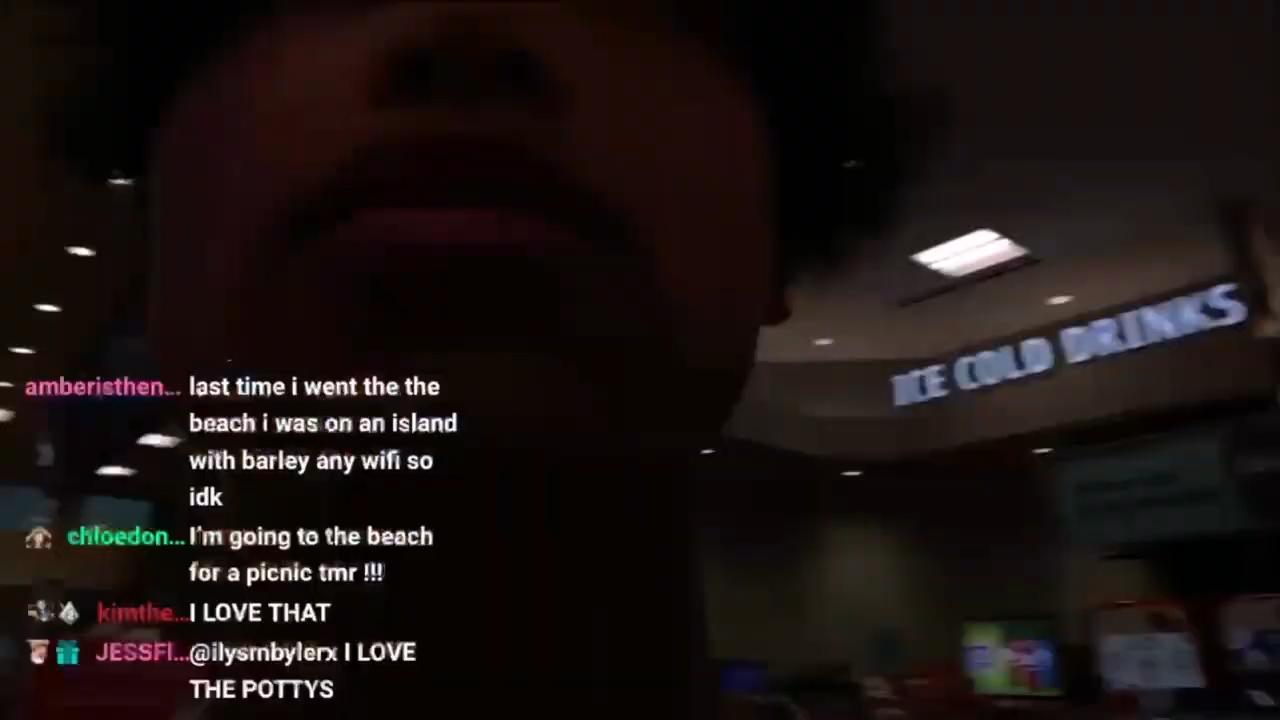 ICE COLD DRINKS
amberisthen... last time i went the the
beach i was on an island
with barley any wifi so
idk
chloedon... I'm going to the beach
for a picnic tmr !!!
kimthe... I LOVE THAT
JESSFI... @ilysmbylerx I LOVE
THE POTTYS